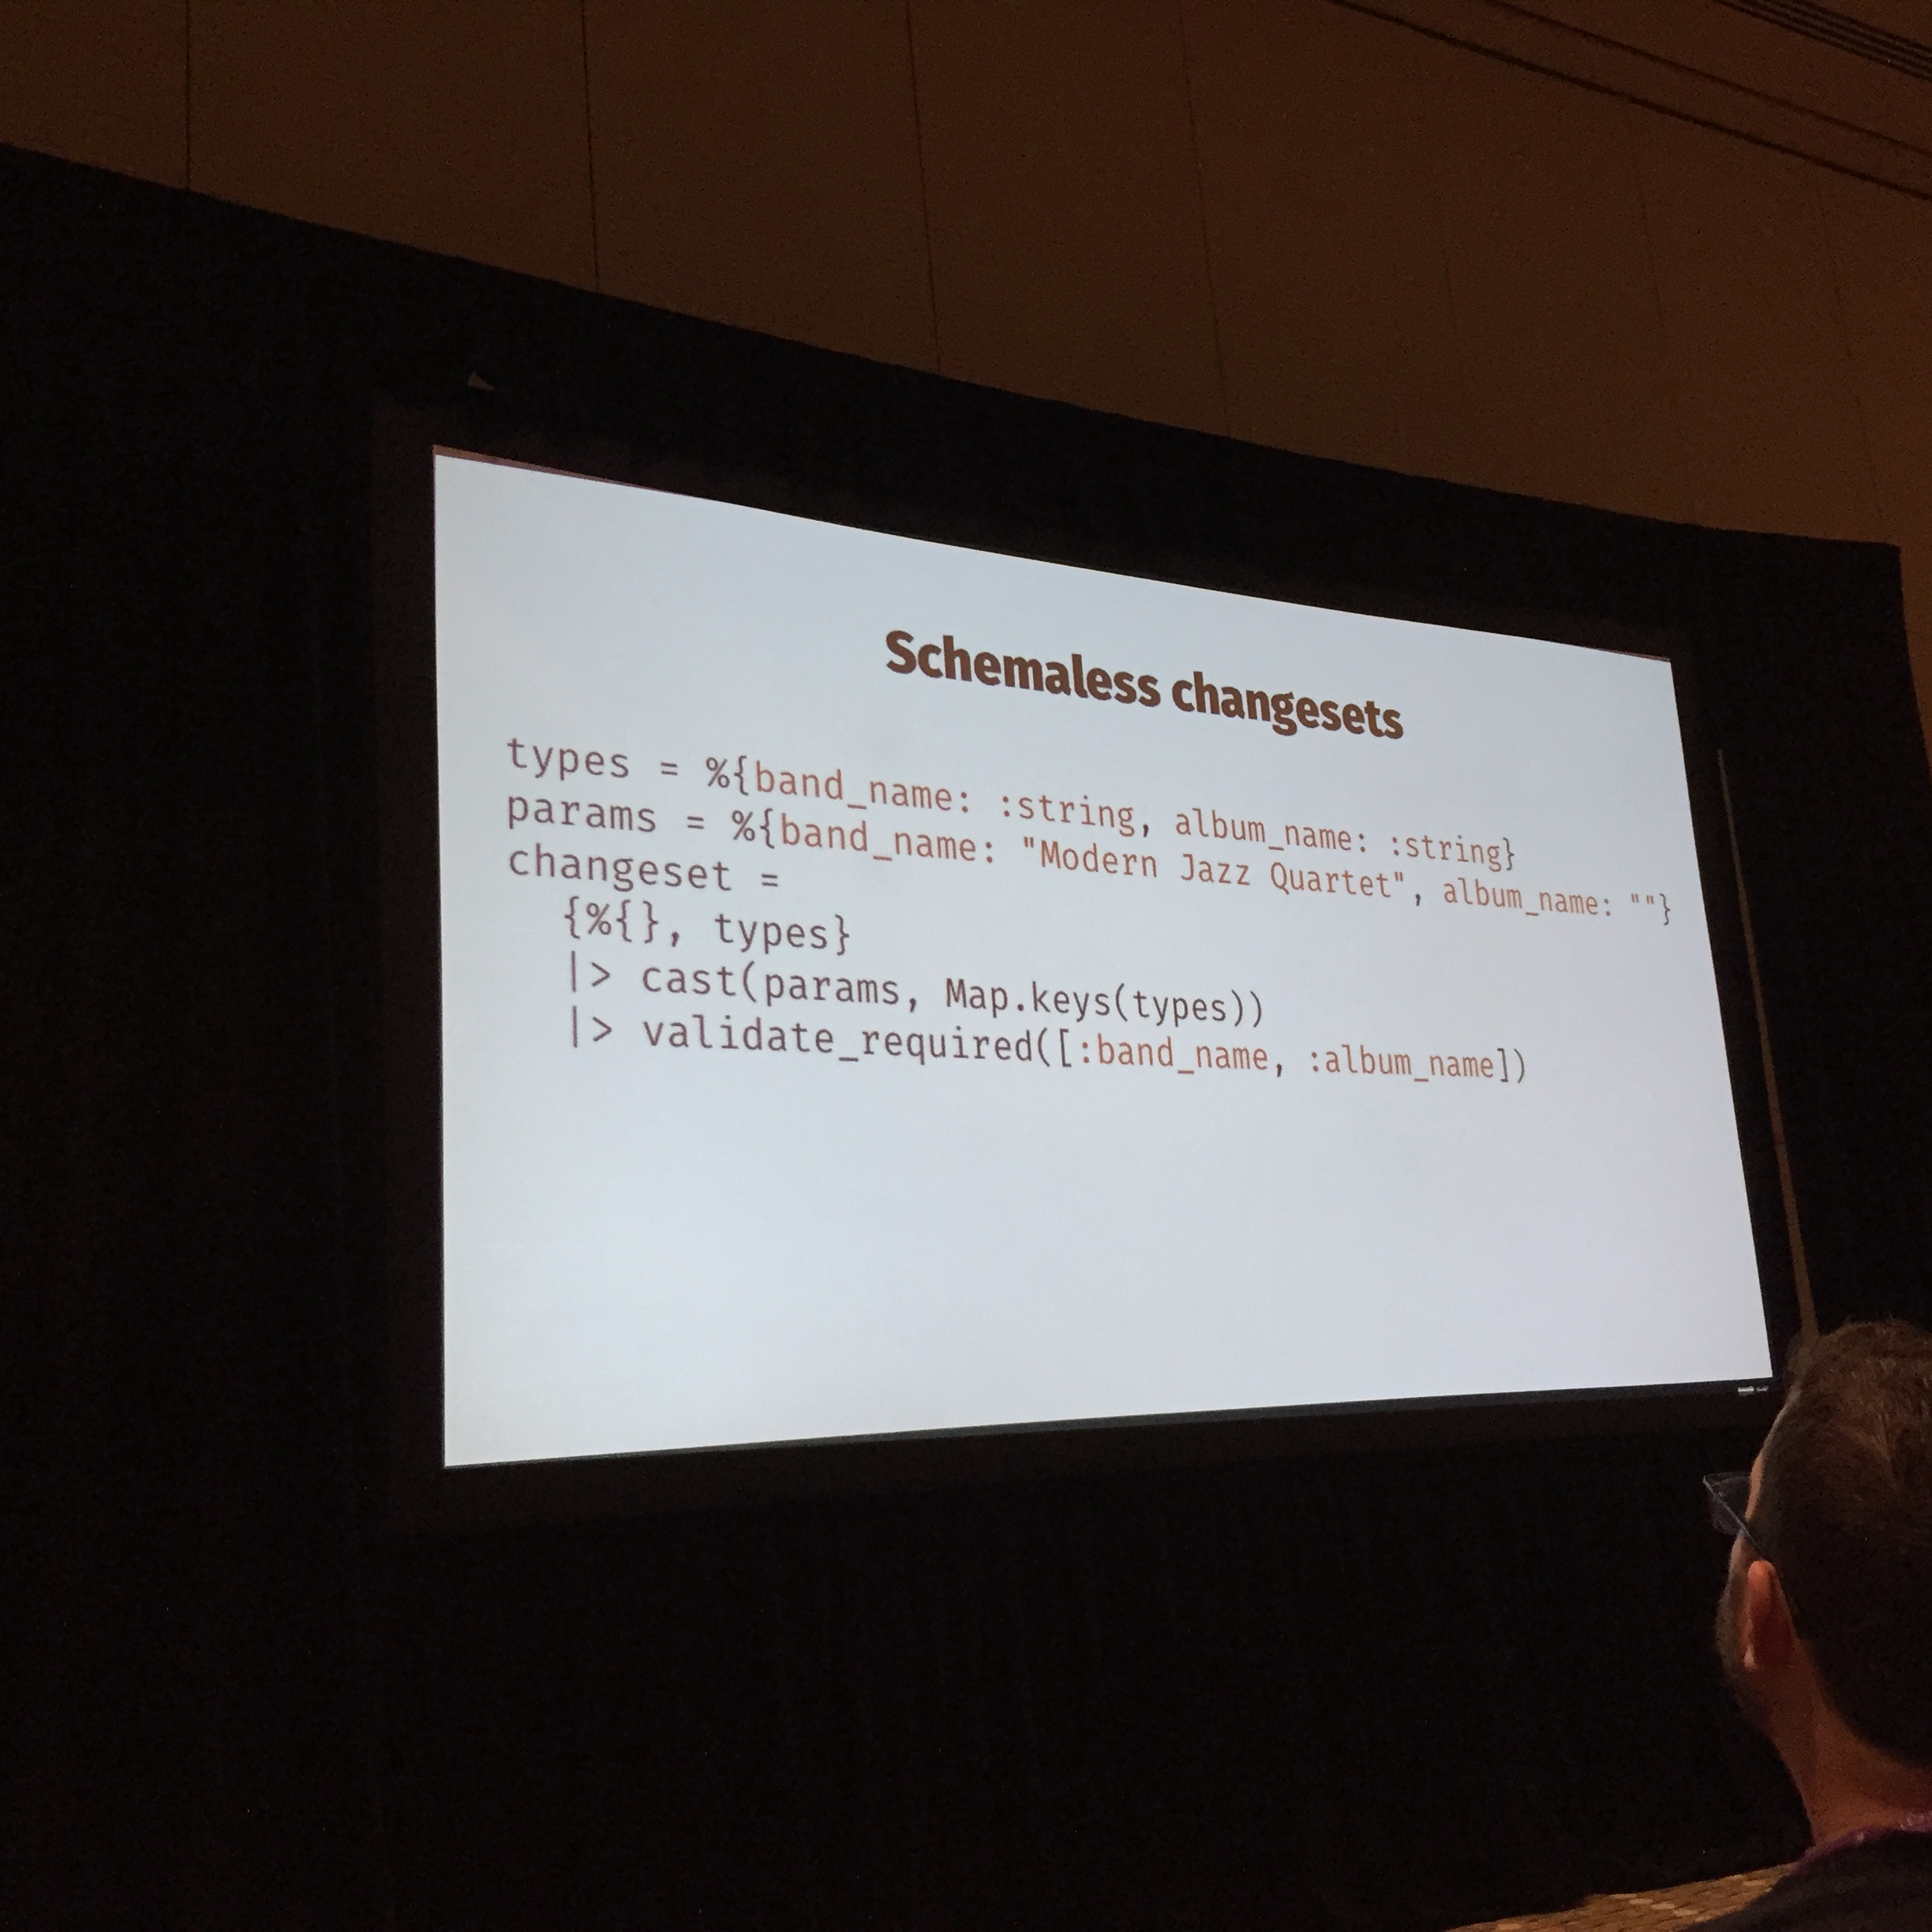 Schemaless changesets
types = %{band_name: :string, album_name: :string}
params = %{band_name: "Modern Jazz Quartet", album_name: ""}
changeset =
  {%{}, types}
  |> cast(params, Map.keys(types))
  |> validate_required([:band_name, :album_name])